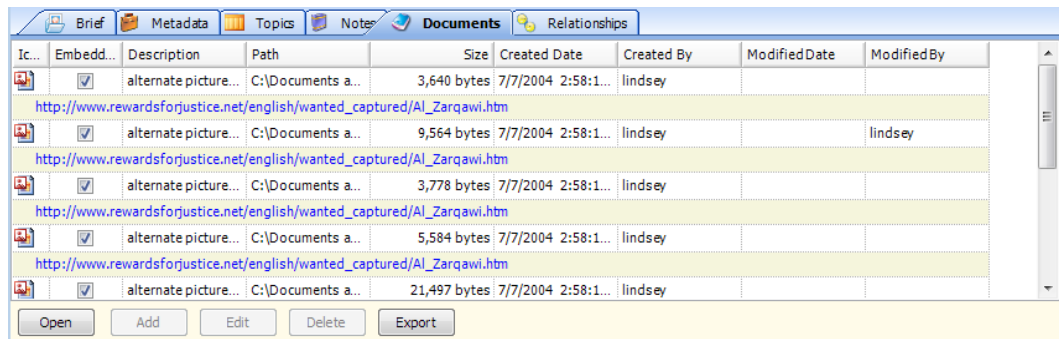 Brief Metadata Topics Notes Documents Relationships
Ic... Embedd... Description Path Size Created Date Created By ModifiedDate ModifiedBy
alternate picture... C:\Documents a... 3,640 bytes 7/7/2004 2:58:1... lindsey
http://www.rewardsforjustice.net/english/wanted_captured/Al_Zarqawi.htm
alternate picture... C:\Documents a... 9,564 bytes 7/7/2004 2:58:1... lindsey lindsey
http://www.rewardsforjustice.net/english/wanted_captured/Al_Zarqawi.htm
alternate picture... C:\Documents a... 3,778 bytes 7/7/2004 2:58:1... lindsey
http://www.rewardsforjustice.net/english/wanted_captured/Al_Zarqawi.htm
alternate picture... C:\Documents a... 5,584 bytes 7/7/2004 2:58:1... lindsey
http://www.rewardsforjustice.net/english/wanted_captured/Al_Zarqawi.htm
alternate picture... C:\Documents a... 21,497 bytes 7/7/2004 2:58:1... lindsey
Open Add Edit Delete Export